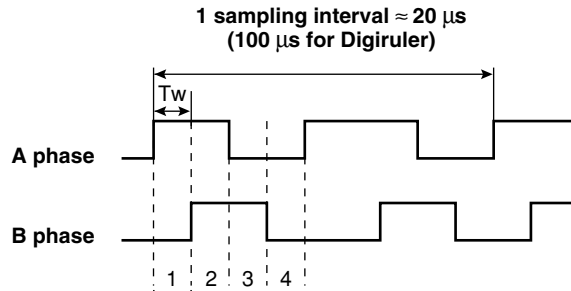 1 sampling interval ≈ 20 μs
(100 μs for Digiruler)
Tw
A phase
B phase
1 2 3 4